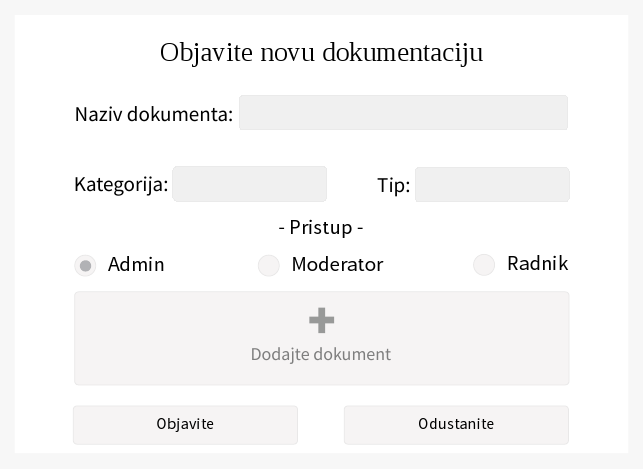 Objavite novu dokumentaciju
Naziv dokumenta:
Kategorija: Tip:
- Pristup -
Admin Moderator Radnik
Dodajte dokument
Objavite Odustanite